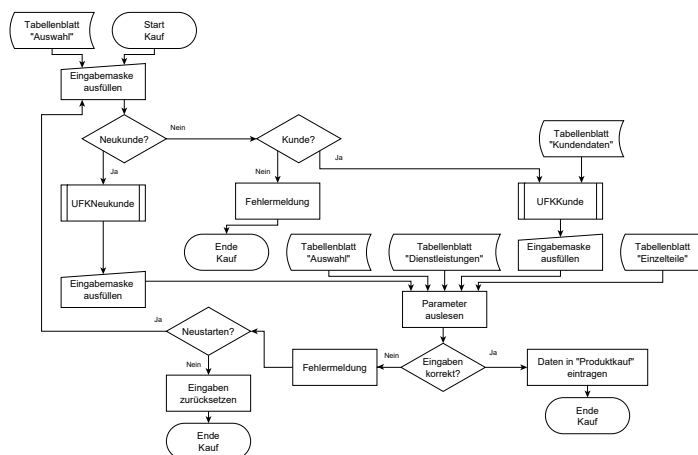 Tabellenblatt
"Auswahl"
Start
Kauf
Eingabemaske
ausfüllen
Neukunde?
Nein
Kunde?
Ja
Tabellenblatt
"Kundendaten"
Ja
Nein
UFKNeukunde
Fehlermeldung
UFKKunde
Ende
Kauf
Tabellenblatt
"Auswahl"
Tabellenblatt
"Dienstleistungen"
Eingabemaske
ausfüllen
Tabellenblatt
"Einzelteile"
Eingabemaske
ausfüllen
Parameter
auslesen
Ja
Neustarten?
Nein
Fehlermeldung
Nein
Eingaben
korrekt?
Ja
Daten in "Produktkauf"
eintragen
Eingaben
zurücksetzen
Ende
Kauf
Ende
Kauf